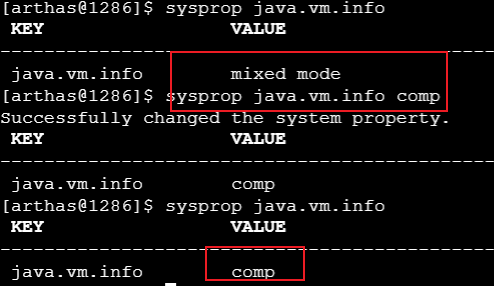 [arthas@1286]$ sysprop java.vm.info
KEY VALUE
java.vm.info mixed mode
[arthas@1286]$ sysprop java.vm.info comp
Successfully changed the system property.
KEY VALUE
java.vm.info comp
[arthas@1286]$ sysprop java.vm.info
KEY VALUE
java.vm.info comp